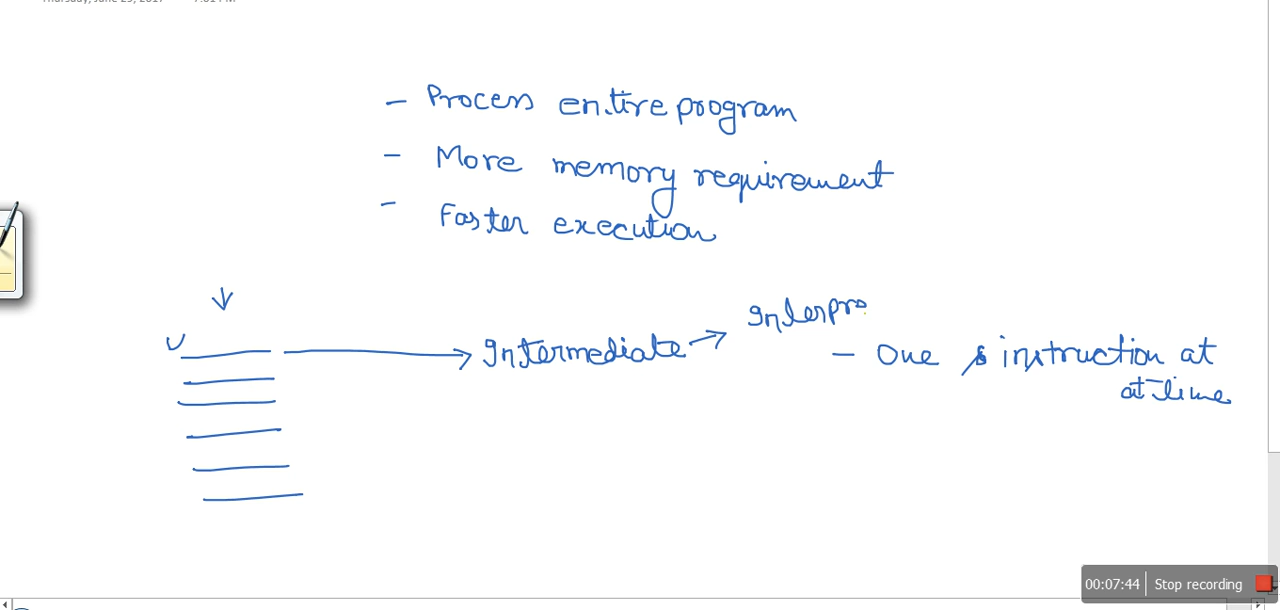 - Process entire program
- More memory requirement
- Faster execution
Interpre
Intermediate
- One instruction at
at time
00:07:44 Stop recording